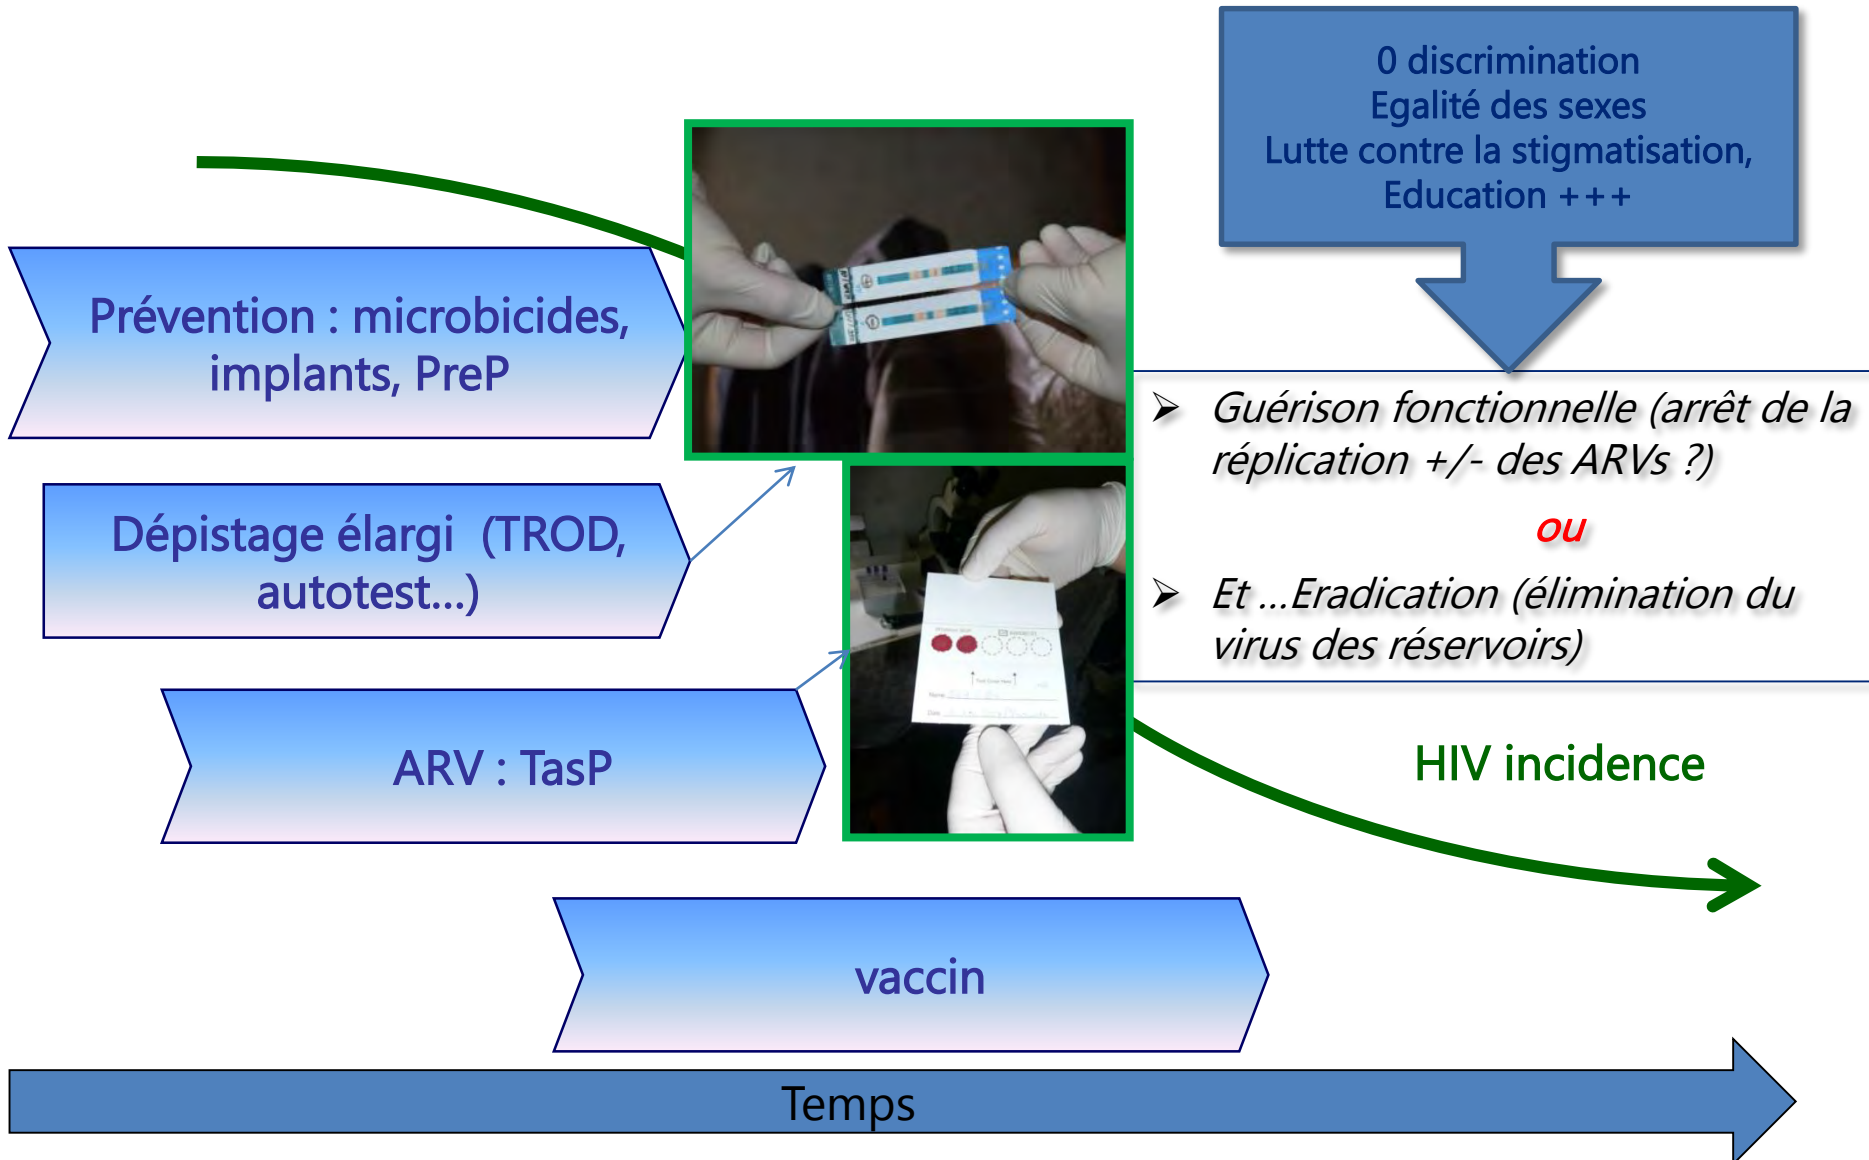 0 discrimination
Egalité des sexes
Lutte contre la stigmatisation,
Education +++
Prévention : microbicides,
implants, PreP
Dépistage élargi (TROD,
autotest...)
ARV : TasP
vaccin
➢ Guérison fonctionnelle (arrêt de la
réplication +/- des ARVs ?)
ou
➢ Et ...Eradication (élimination du
virus des réservoirs)
HIV incidence
Name
Date
Temps